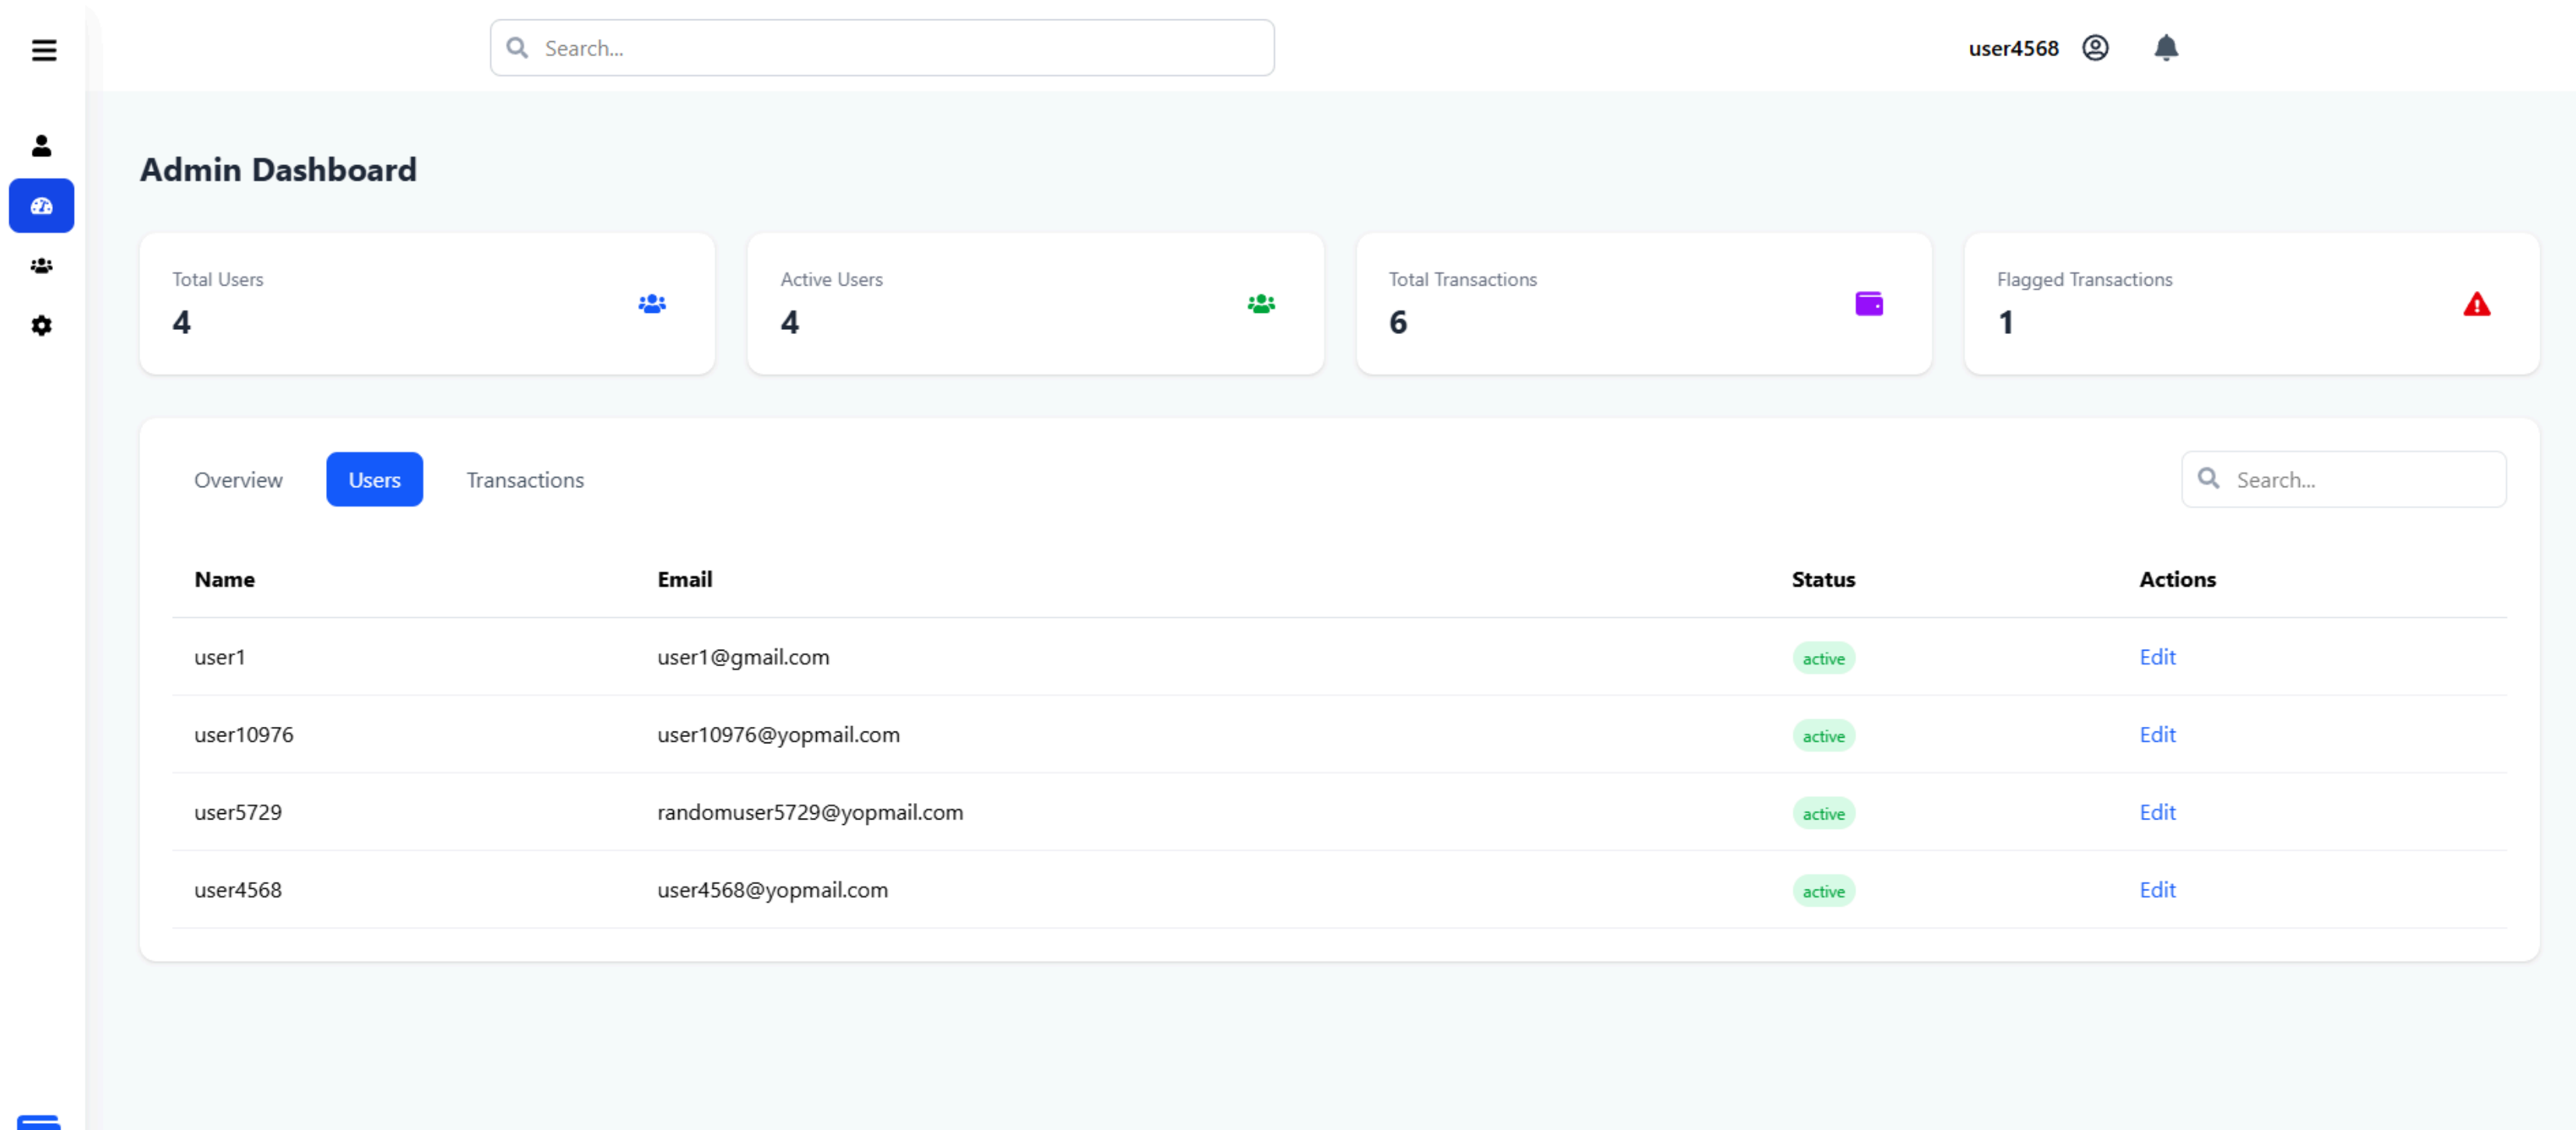 Search...
user4568
Admin Dashboard
Total Users
4
Active Users
4
Total Transactions
6
Flagged Transactions
1
Overview Users Transactions
Search...
Name Email Status Actions
user1 user1@gmail.com active Edit
user10976 user10976@yopmail.com active Edit
user5729 randomuser5729@yopmail.com active Edit
user4568 user4568@yopmail.com active Edit